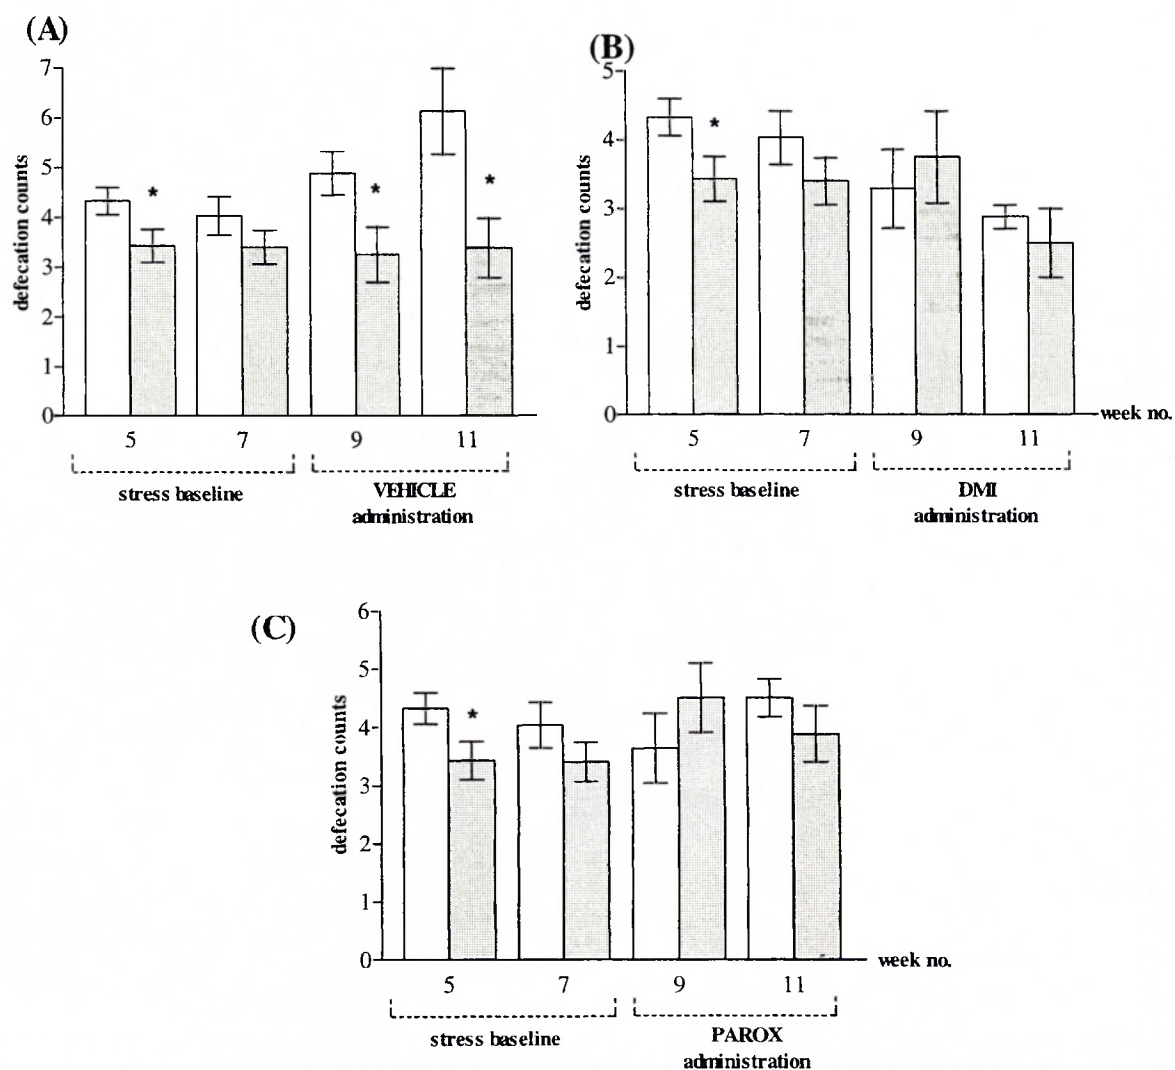 (A)
defecation counts
7
6
5
4
3
2
1
0
*
*
*
5 7 9 11
stress baseline
VEHICLE
administration
(B)
defecation counts
5
4
3
2
1
0
*
week no.
5 7 9 11
stress baseline
DMI
administration
(C)
defecation counts
6
5
4
3
2
1
0
*
week no.
5 7 9 11
stress baseline
PAROX
administration